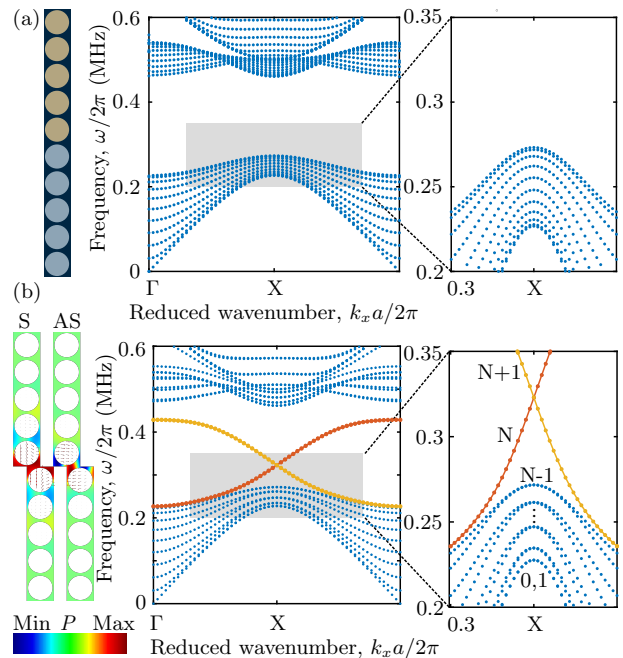 (a)
0.6
0.4
0.2
0
Frequency, ω/2π (MHz)
Γ
X
Reduced wavenumber, kₓa/2π
0.35
0.3
0.25
0.2
0.3
X
(b)
S
AS
Min
P
Max
0.6
0.4
0.2
0
Frequency, ω/2π (MHz)
Γ
X
Reduced wavenumber, kₓa/2π
0.35
0.3
0.25
0.2
N+1
N
N-1
0,1
0.3
X